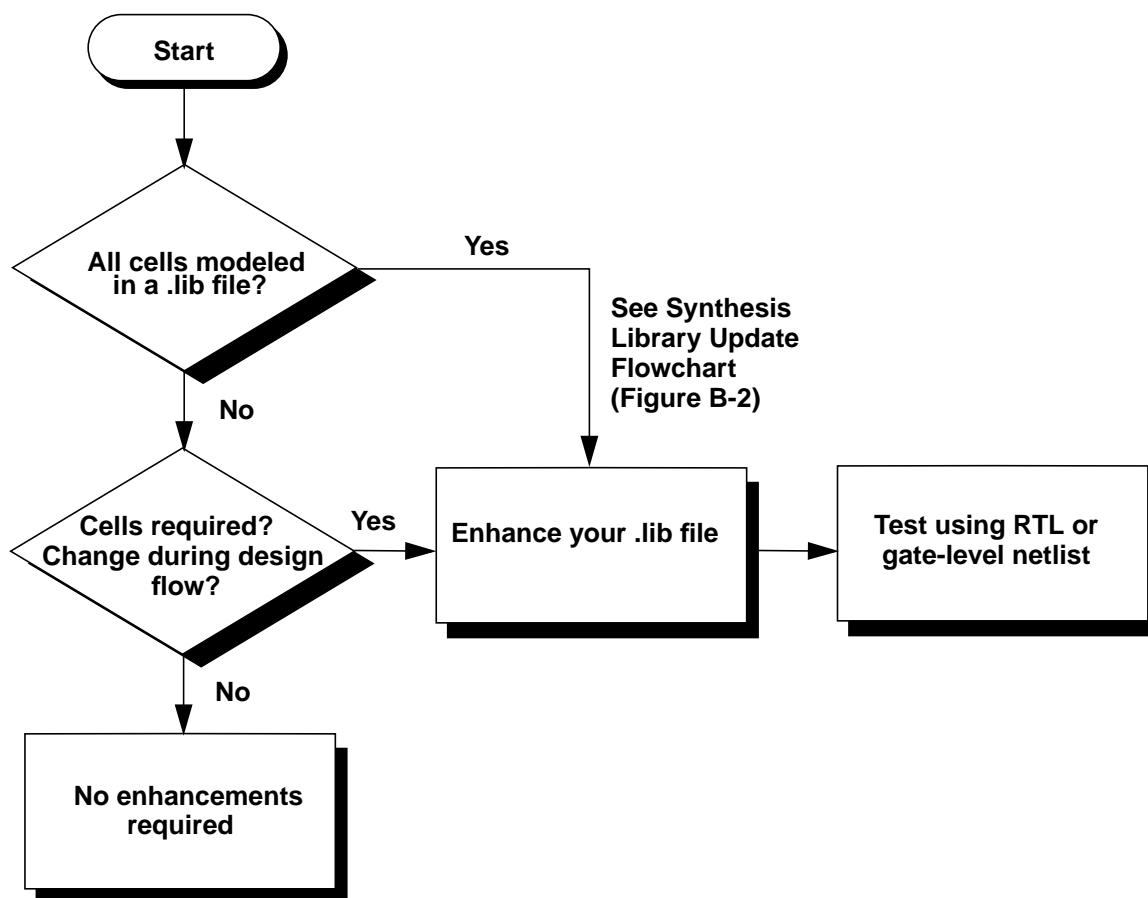 Start
All cells modeled
in a .lib file?
Yes
See Synthesis
Library Update
Flowchart
(Figure B-2)
No
Cells required?
Change during design
flow?
Yes
Enhance your .lib file
Test using RTL or
gate-level netlist
No
No enhancements
required